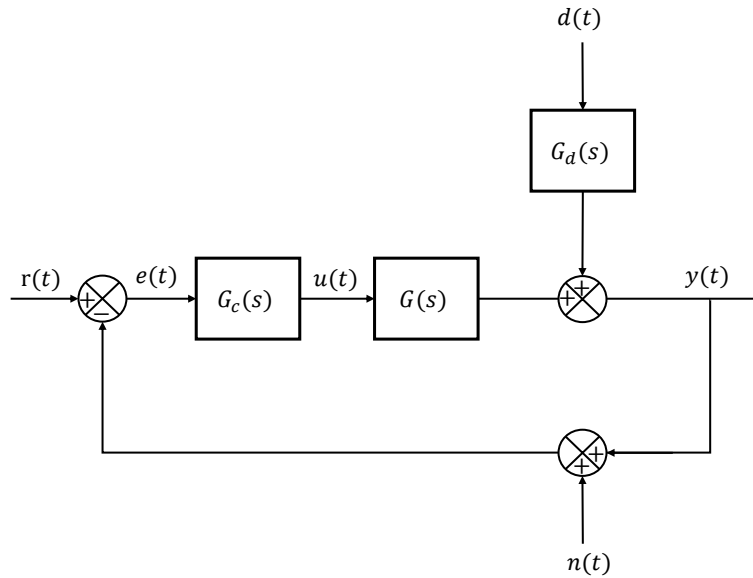 d(t)
G_d(s)
r(t)
+
−
e(t)
G_c(s)
u(t)
G(s)
+
+
y(t)
+
+
n(t)